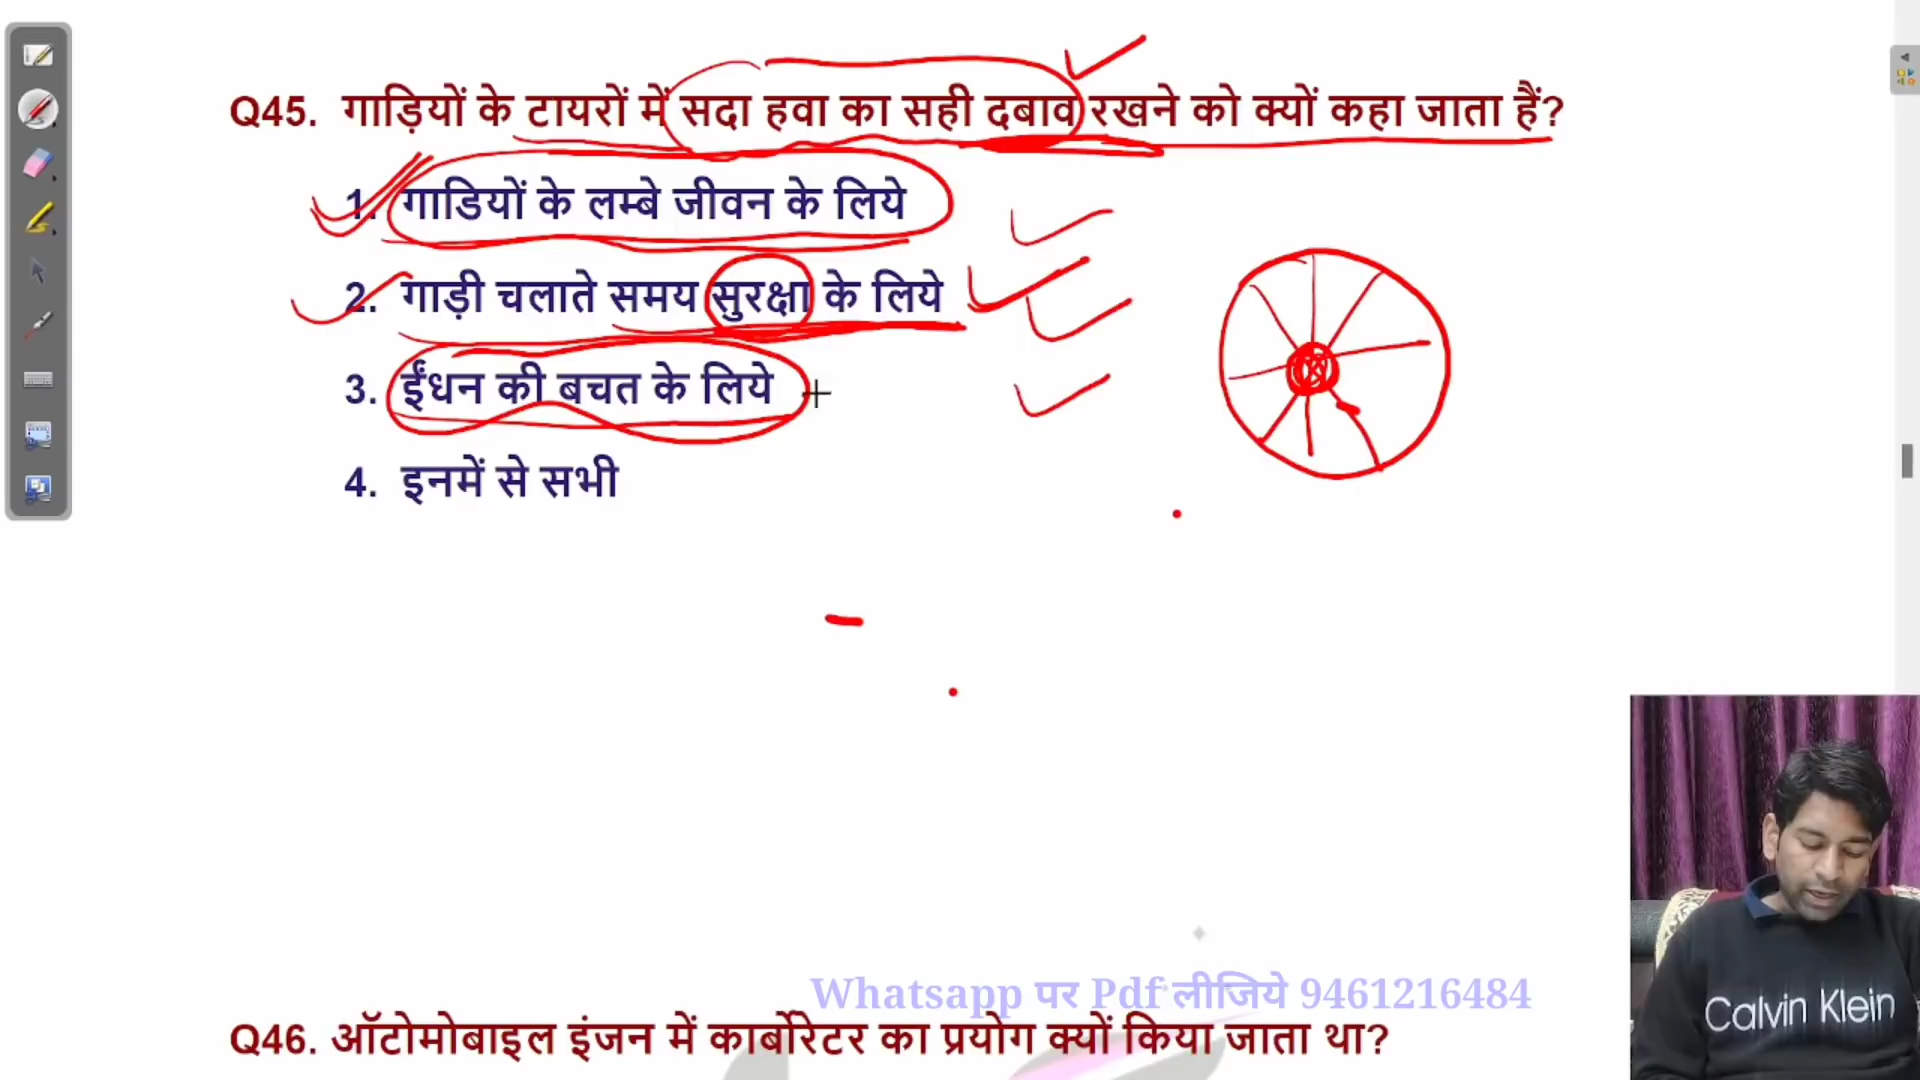 Q45. गाड़ियों के टायरों में सदा हवा का सही दबाव रखने को क्यों कहा जाता हैं?
1. गाडियों के लम्बे जीवन के लिये
2. गाड़ी चलाते समय सुरक्षा के लिये
3. ईंधन की बचत के लिये
4. इनमें से सभी
Whatsapp पर Pdf लीजिये 9461216484
Q46. ऑटोमोबाइल इंजन में कार्बोरेटर का प्रयोग क्यों किया जाता था?
Calvin Klein